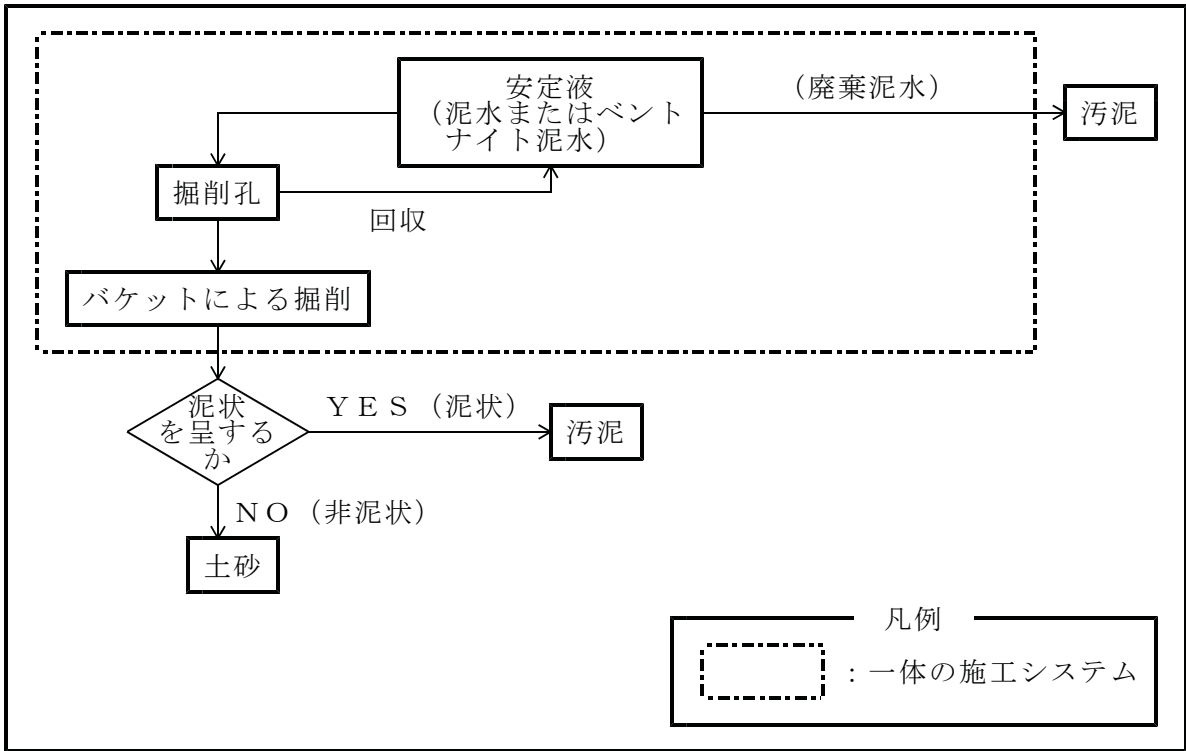 安定液
（泥水またはベント
ナイト泥水）
（廃棄泥水）
汚泥
掘削孔
回収
バケットによる掘削
泥状
を呈する
か
ＹＥＳ（泥状）
汚泥
ＮＯ（非泥状）
土砂
凡例
：一体の施工システム